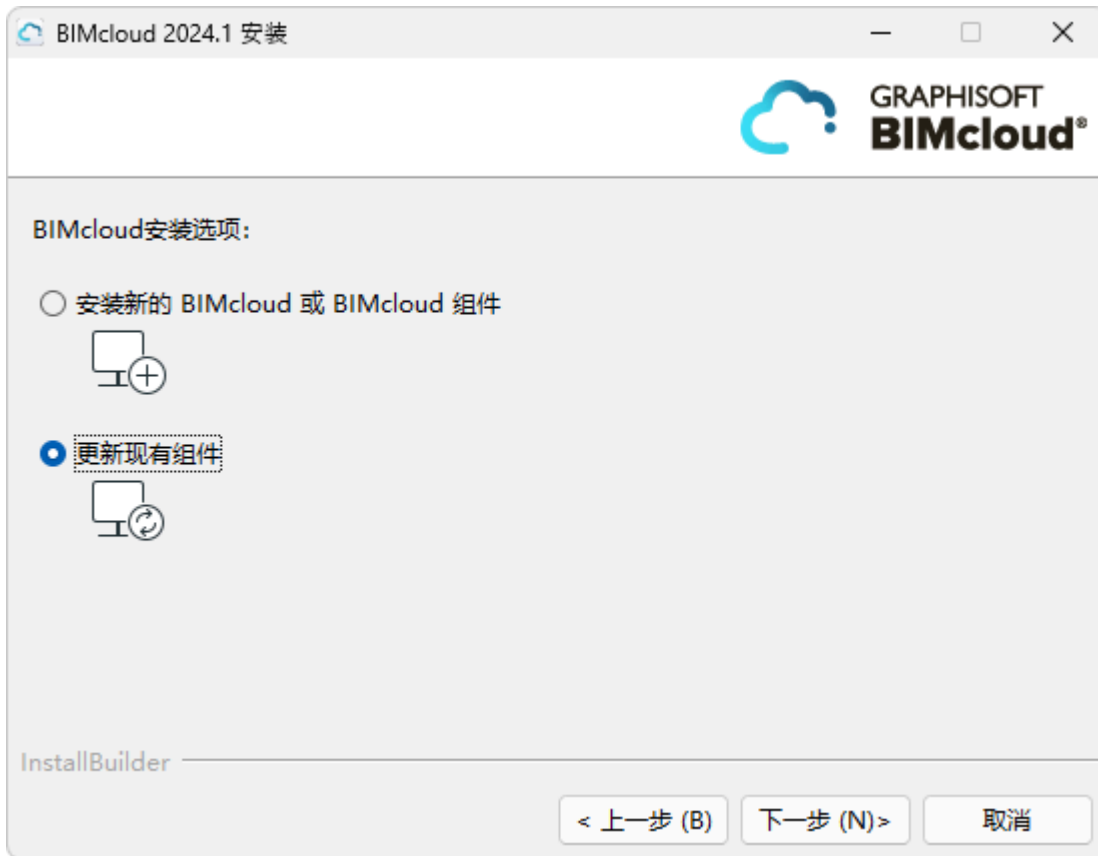 BIMcloud 2024.1 安装
GRAPHISOFT
BIMcloud®
BIMcloud安装选项:
安装新的 BIMcloud 或 BIMcloud 组件
更新现有组件
InstallBuilder
< 上一步 (B)
下一步 (N)>
取消